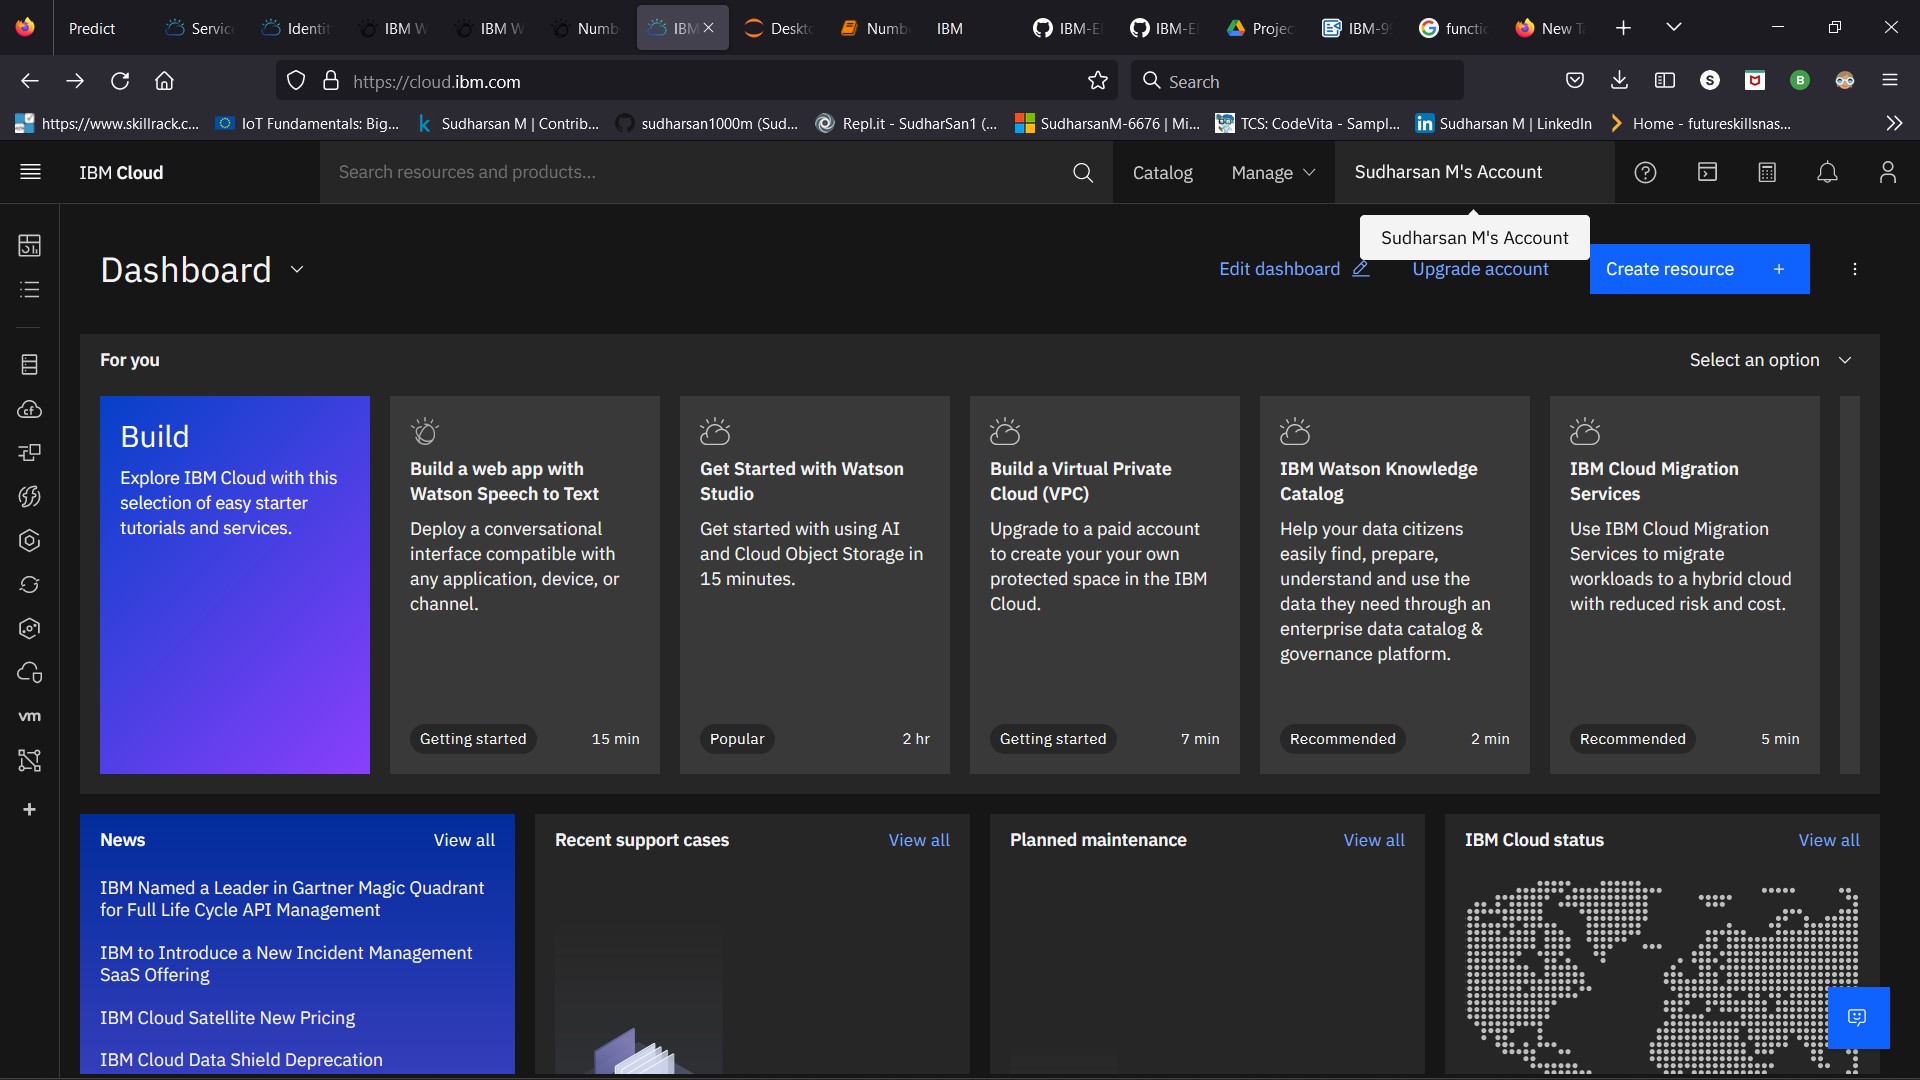 Predict
Servic
Identit
IBM W
IBM W
Numb
IBM
Deskto
Numb
IBM
IBM-E
IBM-E
Projec
IBM-9
functi
New T
https://cloud.ibm.com
Search
https://www.skillrack.c...
IoT Fundamentals: Big...
Sudharsan M | Contrib...
sudharsan1000m (Sud...
Repl.it - SudharSan1 (...
SudharsanM-6676 | Mi...
TCS: CodeVita - Sampl...
Sudharsan M | LinkedIn
Home - futureskillsnas...
IBM Cloud
Search resources and products...
Catalog
Manage
Sudharsan M's Account
Sudharsan M's Account
Dashboard
Edit dashboard
Upgrade account
Create resource +
For you
Select an option
Build
Explore IBM Cloud with this
selection of easy starter
tutorials and services.
Build a web app with
Watson Speech to Text
Deploy a conversational
interface compatible with
any application, device, or
channel.
Getting started
15 min
Get Started with Watson
Studio
Get started with using AI
and Cloud Object Storage in
15 minutes.
Popular
2 hr
Build a Virtual Private
Cloud (VPC)
Upgrade to a paid account
to create your your own
protected space in the IBM
Cloud.
Getting started
7 min
IBM Watson Knowledge
Catalog
Help your data citizens
easily find, prepare,
understand and use the
data they need through an
enterprise data catalog &
governance platform.
Recommended
2 min
IBM Cloud Migration
Services
Use IBM Cloud Migration
Services to migrate
workloads to a hybrid cloud
with reduced risk and cost.
Recommended
5 min
vm
News
View all
IBM Named a Leader in Gartner Magic Quadrant
for Full Life Cycle API Management
IBM to Introduce a New Incident Management
SaaS Offering
IBM Cloud Satellite New Pricing
IBM Cloud Data Shield Deprecation
Recent support cases
View all
Planned maintenance
View all
IBM Cloud status
View all